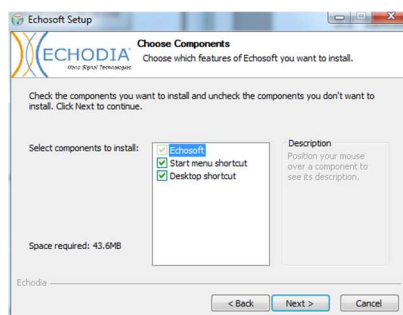 Echosoft Setup
ECHODIA
Choose Components
Choose which features of Echosoft you want to install.
Check the components you want to install and uncheck the components you don't want to
install. Click Next to continue.
Select components to install:
Echosoft
Start menu shortcut
Desktop shortcut
Description
Position your mouse
over a component to
see its description.
Space required: 43.6MB
Echodia
< Back
Next >
Cancel